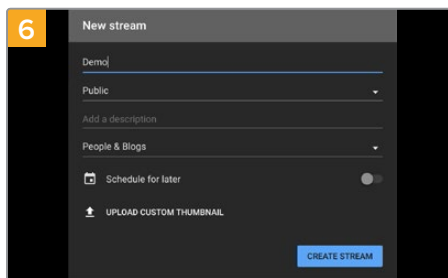 6
New stream
Demo
Public
Add a description
People & Blogs
Schedule for later
UPLOAD CUSTOM THUMBNAIL
CREATE STREAM